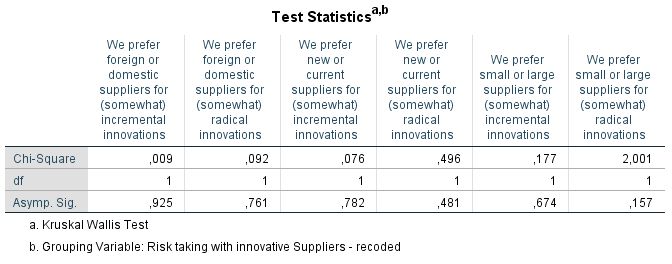 Test Statisticsa,b
We prefer foreign or domestic suppliers for (somewhat) incremental innovations
We prefer foreign or domestic suppliers for (somewhat) radical innovations
We prefer new or current suppliers for (somewhat) incremental innovations
We prefer new or current suppliers for (somewhat) radical innovations
We prefer small or large suppliers for (somewhat) incremental innovations
We prefer small or large suppliers for (somewhat) radical innovations
Chi-Square ,009 ,092 ,076 ,496 ,177 2,001
df 1 1 1 1 1 1
Asymp. Sig. ,925 ,761 ,782 ,481 ,674 ,157
a. Kruskal Wallis Test
b. Grouping Variable: Risk taking with innovative Suppliers - recoded